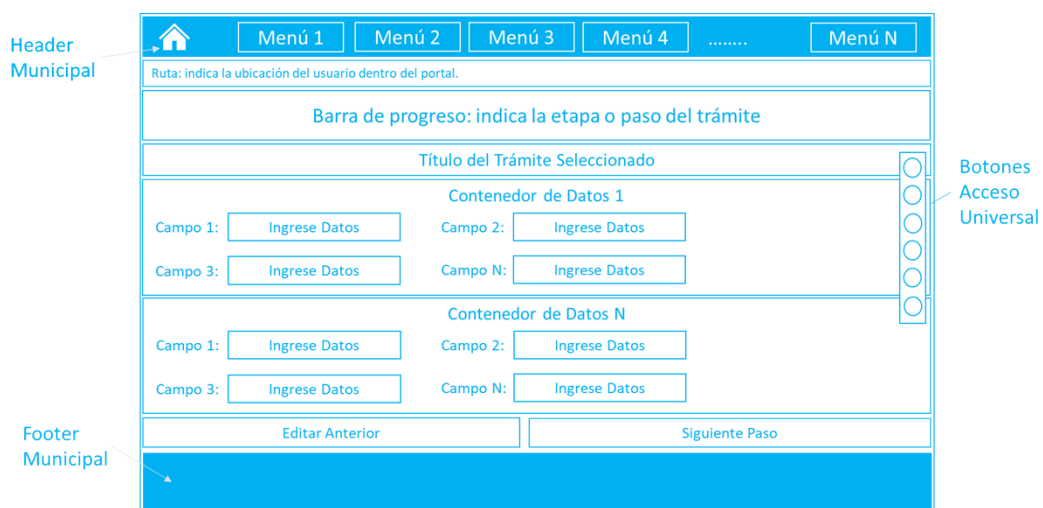 Header
Municipal
Menú 1 Menú 2 Menú 3 Menú 4 ........ Menú N
Ruta: indica la ubicación del usuario dentro del portal.
Barra de progreso: indica la etapa o paso del trámite
Título del Trámite Seleccionado
Botones
Acceso
Universal
Contenedor de Datos 1
Campo 1: Ingrese Datos Campo 2: Ingrese Datos
Campo 3: Ingrese Datos Campo N: Ingrese Datos
Contenedor de Datos N
Campo 1: Ingrese Datos Campo 2: Ingrese Datos
Campo 3: Ingrese Datos Campo N: Ingrese Datos
Editar Anterior Siguiente Paso
Footer
Municipal